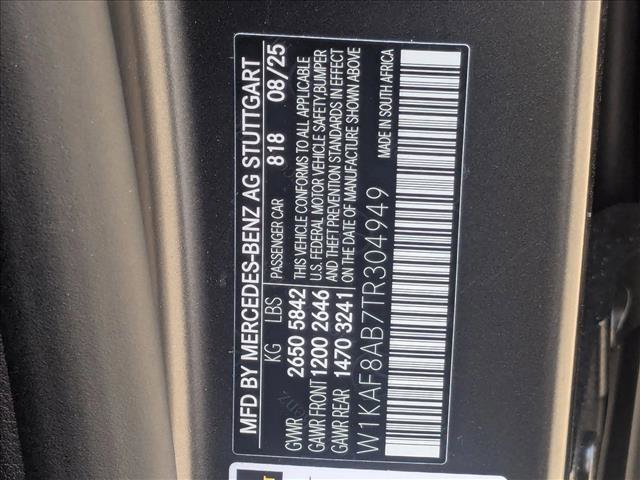 MFD BY MERCEDES-BENZ AG STUTTGART
KG LBS PASSENGER CAR 818 08/25
GVWR 2650 5842 THIS VEHICLE CONFORMS TO ALL APPLICABLE
GAWR FRONT 1200 2646 U.S. FEDERAL MOTOR VEHICLE SAFETY,BUMPER
GAWR REAR 1470 3241 AND THEFT PREVENTION STANDARDS IN EFFECT
ON THE DATE OF MANUFACTURE SHOWN ABOVE
W1KAF8AB7TR304949 MADE IN SOUTH AFRICA